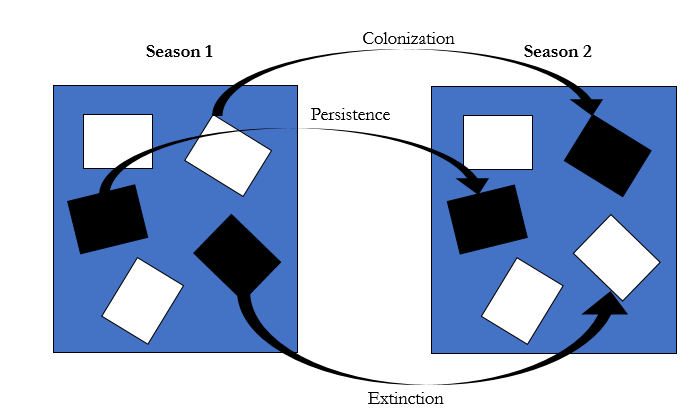 Colonization
Season 1
Season 2
Persistence
Extinction